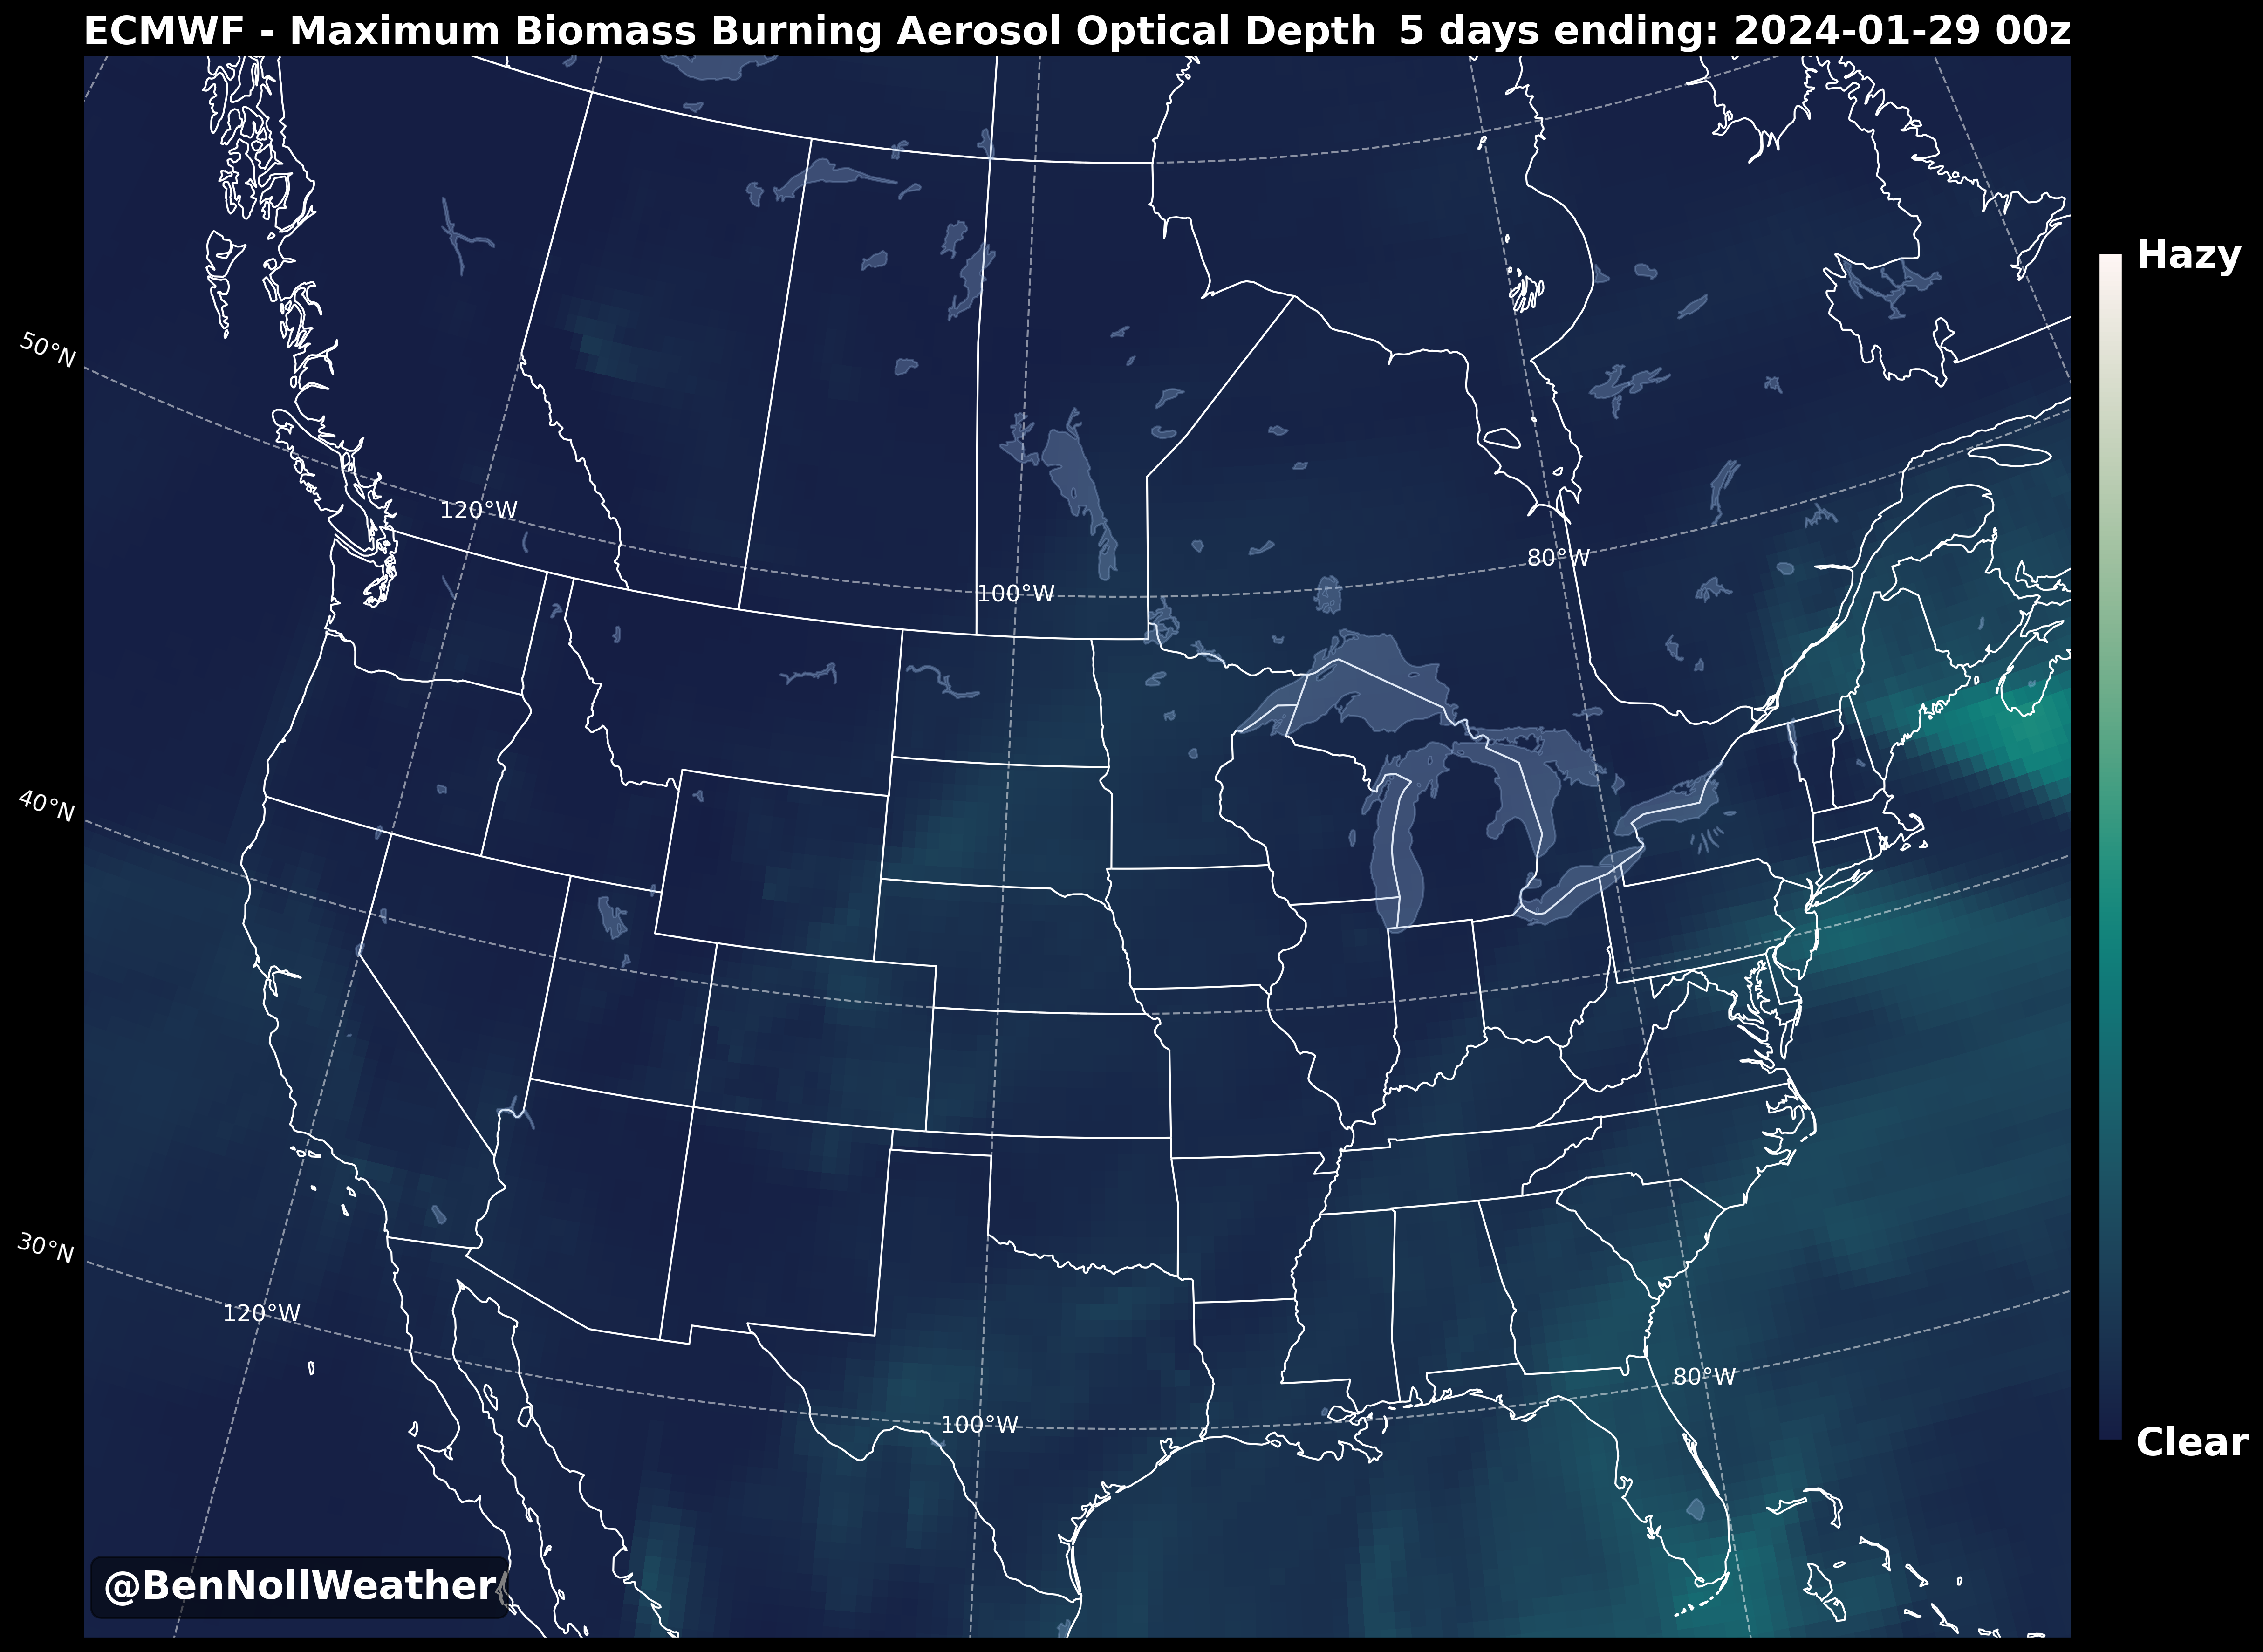 ECMWF - Maximum Biomass Burning Aerosol Optical Depth 5 days ending: 2024-01-29 00z
Hazy
50°N
120°W
80°W
100°W
40°N
30°N
120°W
80°W
100°W
Clear
@BenNollWeather